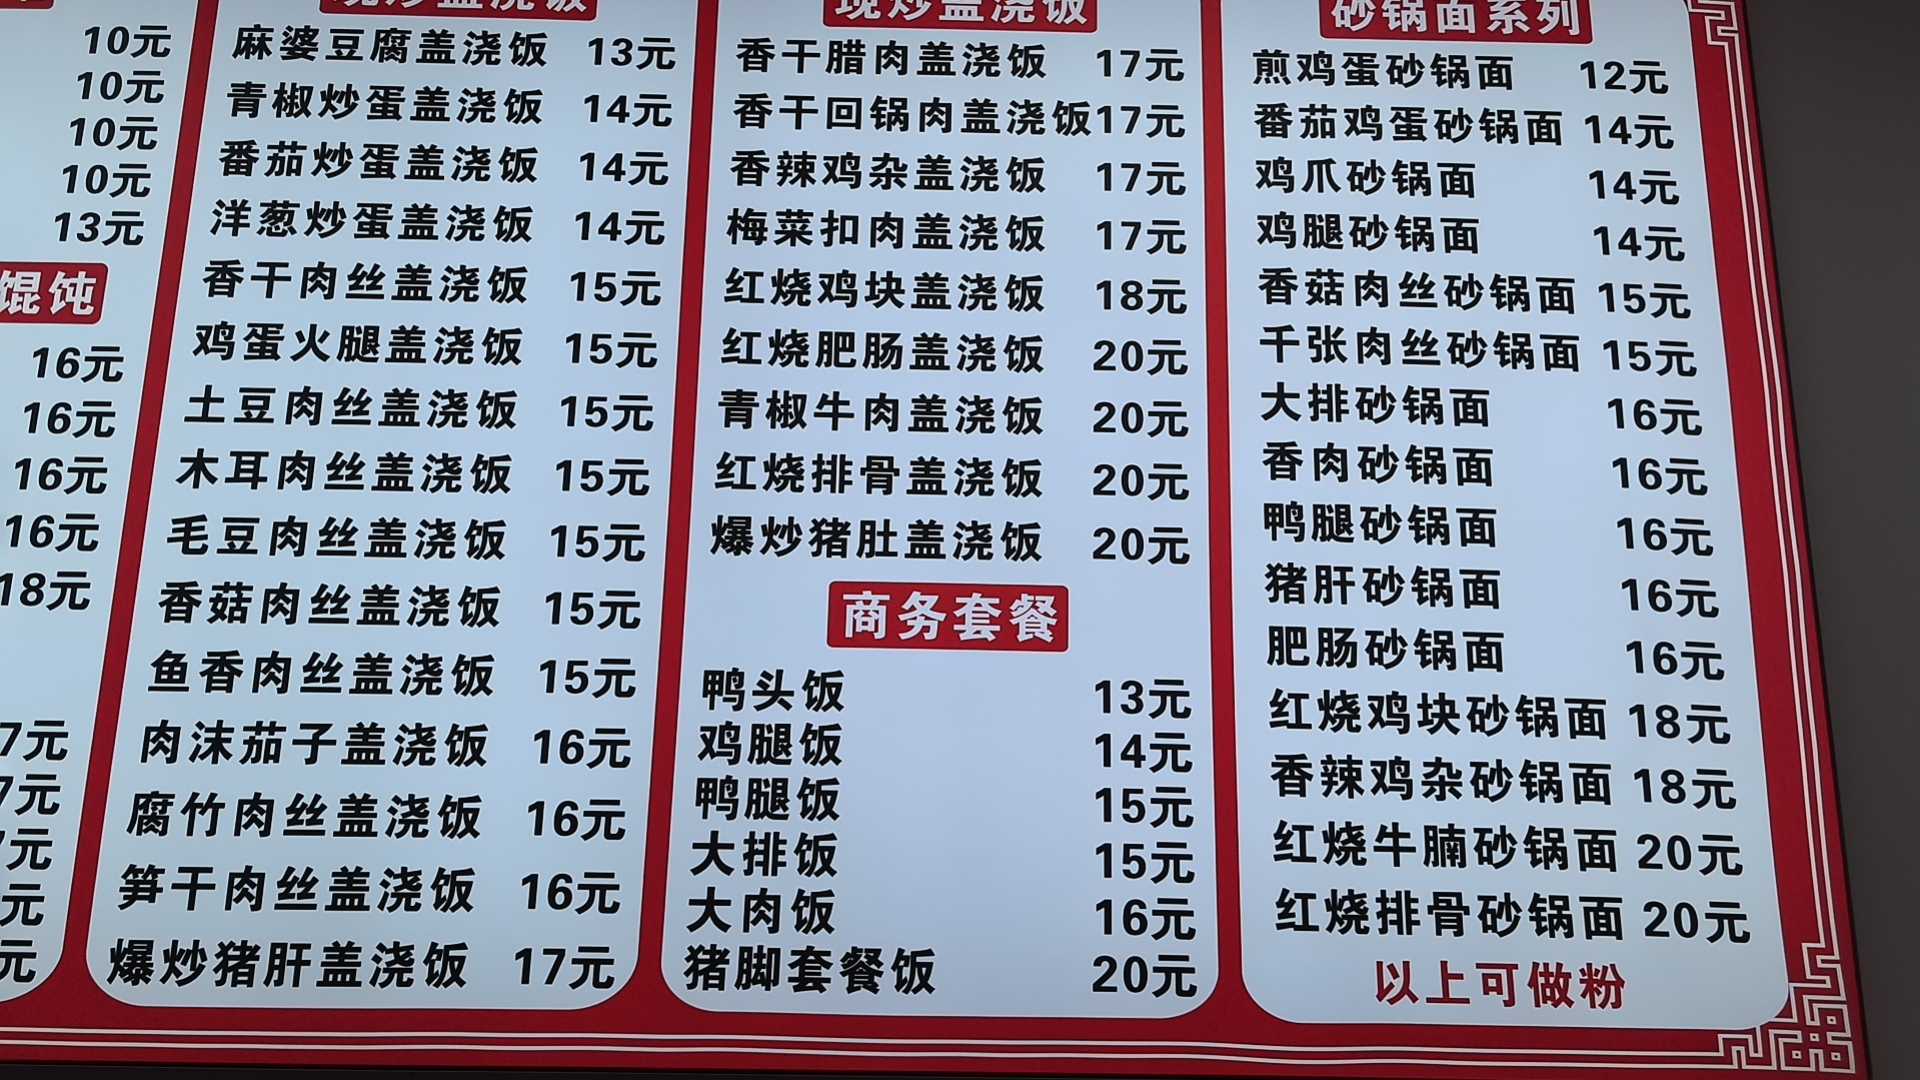 10元
10元
10元
10元
13元
馄饨
16元
16元
16元
16元
18元
7元
7元
7元
元
元
现炒盖浇饭
麻婆豆腐盖浇饭 13元
青椒炒蛋盖浇饭 14元
番茄炒蛋盖浇饭 14元
洋葱炒蛋盖浇饭 14元
香干肉丝盖浇饭 15元
鸡蛋火腿盖浇饭 15元
土豆肉丝盖浇饭 15元
木耳肉丝盖浇饭 15元
毛豆肉丝盖浇饭 15元
香菇肉丝盖浇饭 15元
鱼香肉丝盖浇饭 15元
肉沫茄子盖浇饭 16元
腐竹肉丝盖浇饭 16元
笋干肉丝盖浇饭 16元
爆炒猪肝盖浇饭 17元
现炒盖浇饭
香干腊肉盖浇饭 17元
香干回锅肉盖浇饭 17元
香辣鸡杂盖浇饭 17元
梅菜扣肉盖浇饭 17元
红烧鸡块盖浇饭 18元
红烧肥肠盖浇饭 20元
青椒牛肉盖浇饭 20元
红烧排骨盖浇饭 20元
爆炒猪肚盖浇饭 20元
商务套餐
鸭头饭 13元
鸡腿饭 14元
鸭腿饭 15元
大排饭 15元
大肉饭 16元
猪脚套餐饭 20元
砂锅面系列
煎鸡蛋砂锅面 12元
番茄鸡蛋砂锅面 14元
鸡爪砂锅面 14元
鸡腿砂锅面 14元
香菇肉丝砂锅面 15元
千张肉丝砂锅面 15元
大排砂锅面 16元
香肉砂锅面 16元
鸭腿砂锅面 16元
猪肝砂锅面 16元
肥肠砂锅面 16元
红烧鸡块砂锅面 18元
香辣鸡杂砂锅面 18元
红烧牛腩砂锅面 20元
红烧排骨砂锅面 20元
以上可做粉